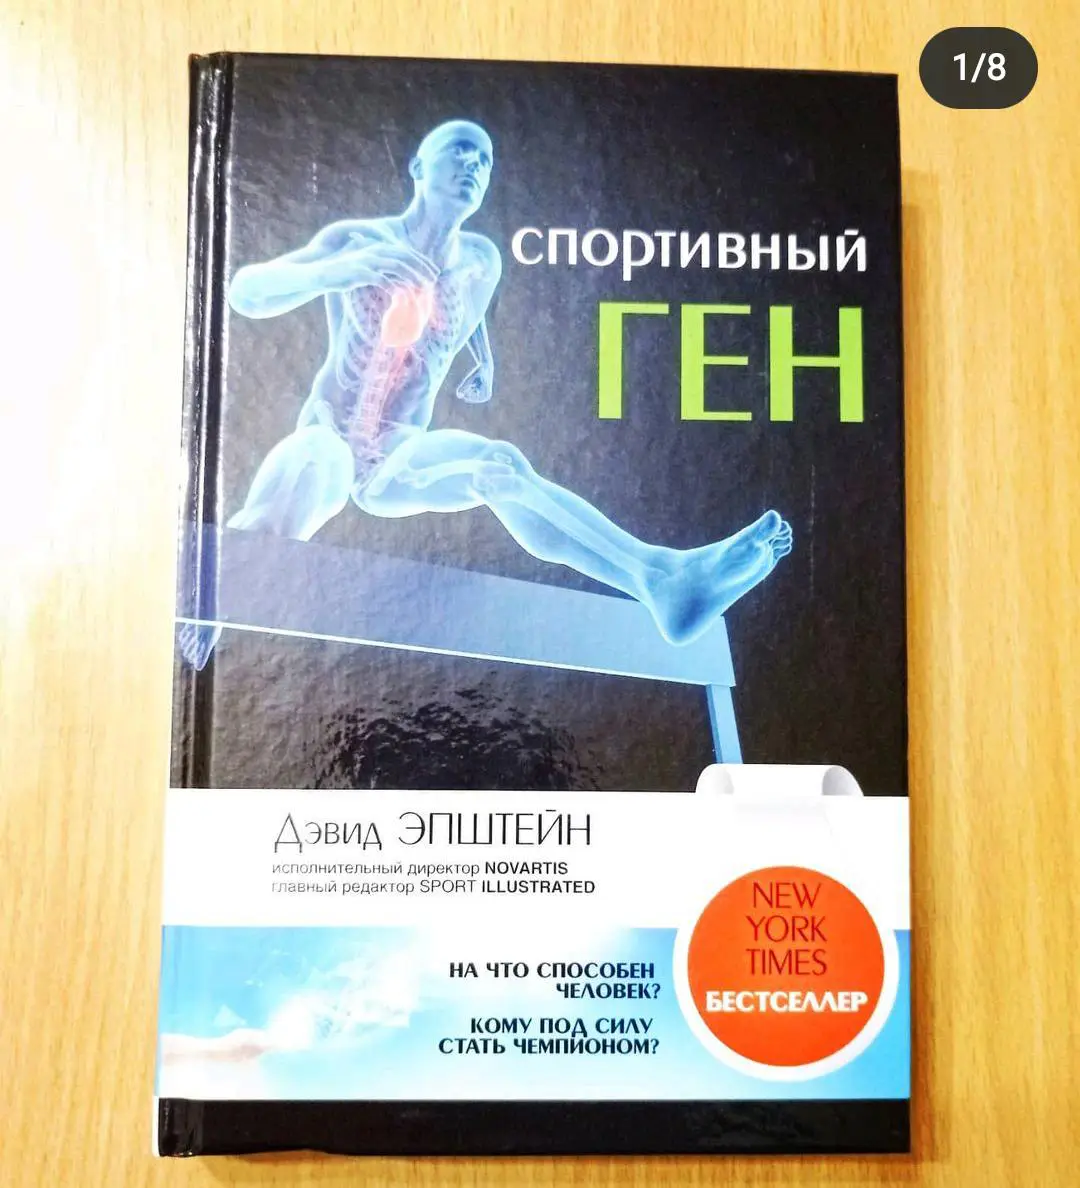 1/8
СПОРТИВНЫЙ
ГЕН
Дэвид ЭПШТЕЙН
исполнительный директор NOVARTIS
главный редактор SPORT ILLUSTRATED
НА ЧТО СПОСОБЕН
ЧЕЛОВЕК?
КОМУ ПОД СИЛУ
СТАТЬ ЧЕМПИОНОМ?
NEW
YORK
TIMES
БЕСТСЕЛЛЕР